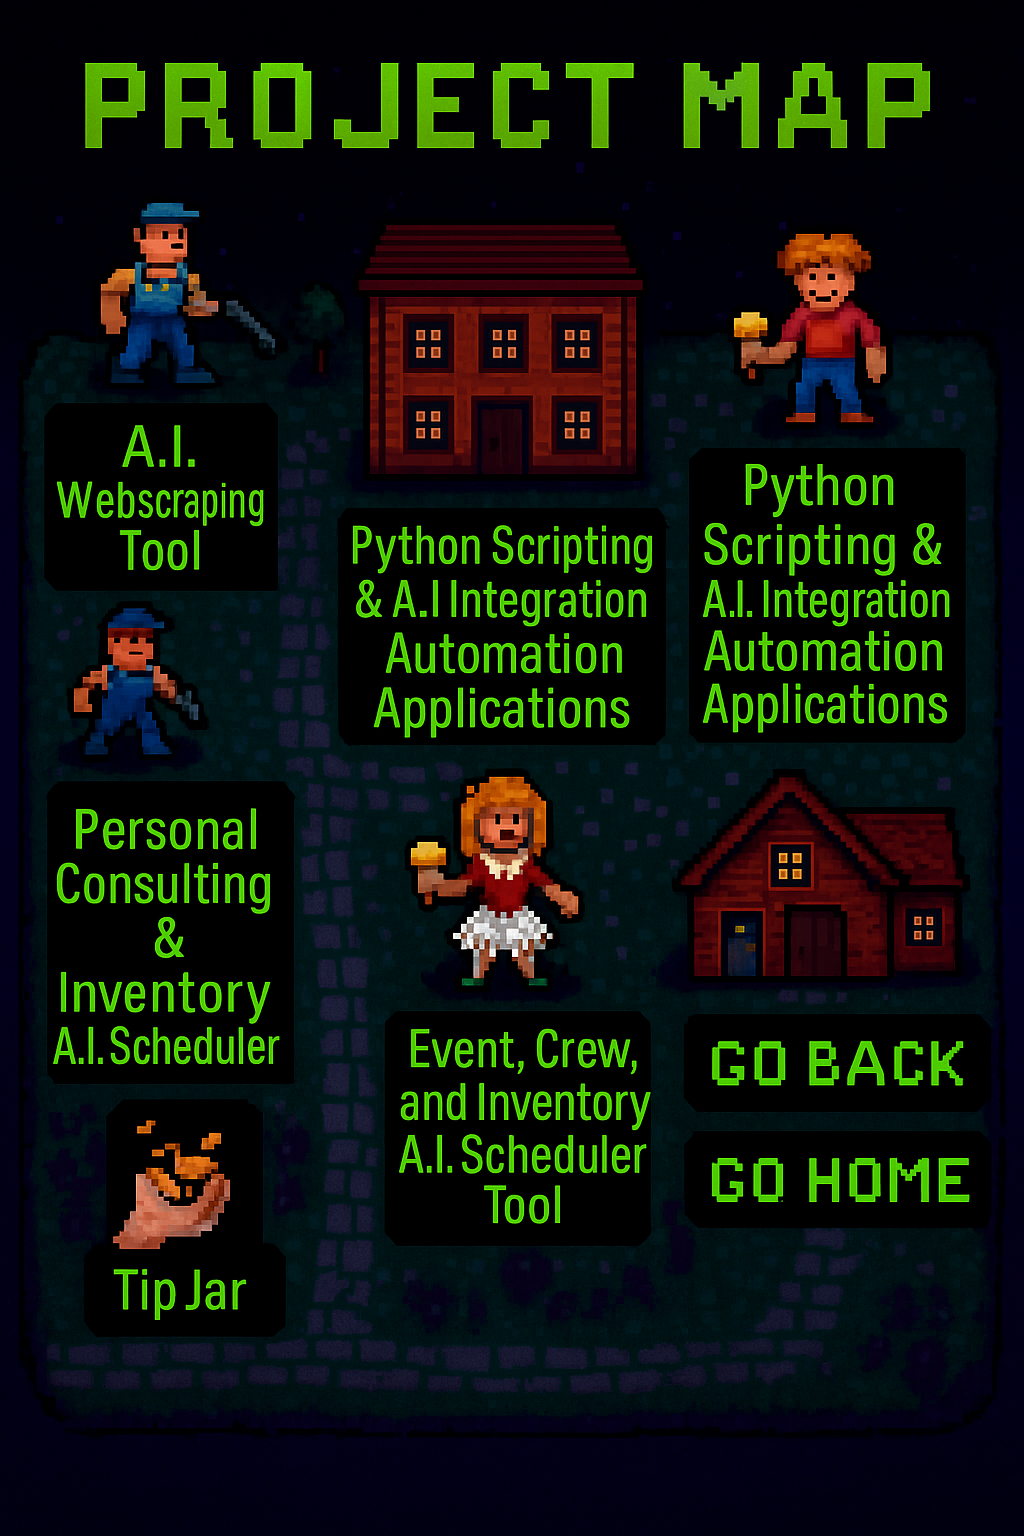 PROJECT MAP
A.I.
Webscraping
Tool
Python Scripting
& A.I Integration
Automation
Applications
Python
Scripting &
A.I. Integration
Automation
Applications
Personal
Consulting
&
Inventory
A.I. Scheduler
Event, Crew,
and Inventory
A.I. Scheduler
Tool
GO BACK
GO HOME
Tip Jar